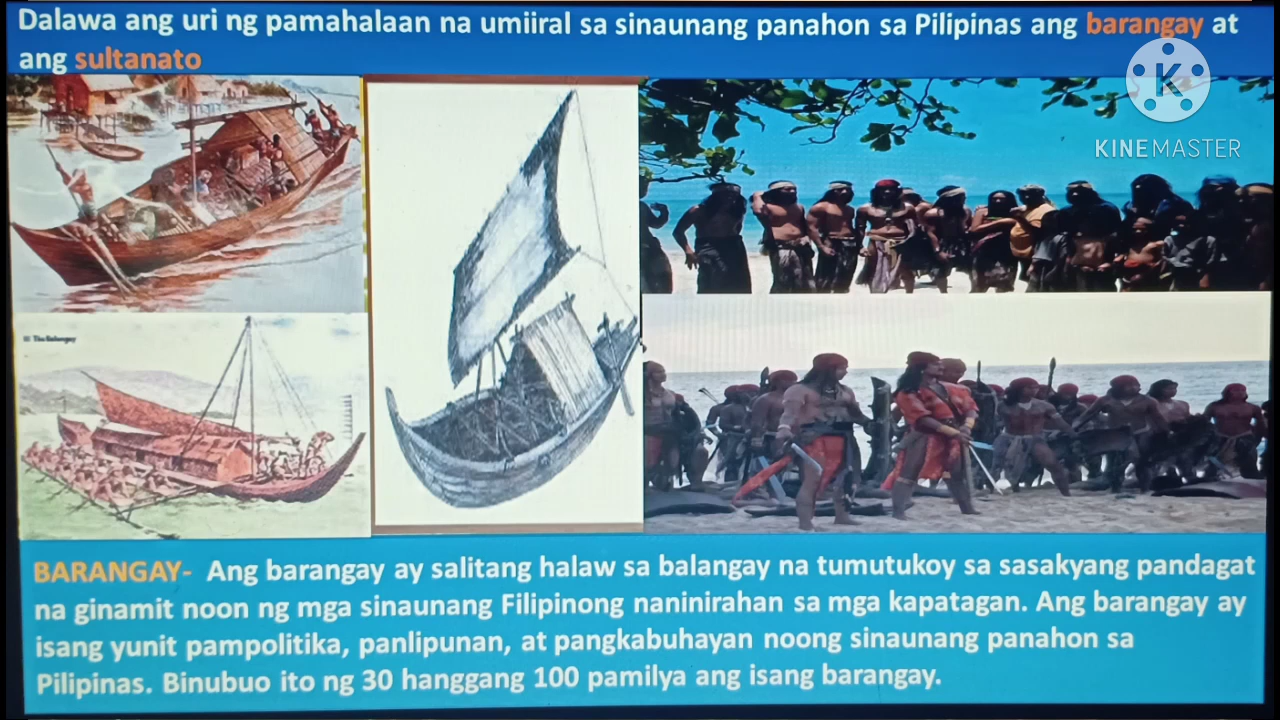 Dalawa ang uri ng pamahalaan na umiiral sa sinaunang panahon sa Pilipinas ang barangay at
ang sultanato
K
KINEMASTER
The Balangay
BARANGAY- Ang barangay ay salitang halaw sa balangay na tumutukoy sa sasakyang pandagat
na ginamit noon ng mga sinaunang Filipinong naninirahan sa mga kapatagan. Ang barangay ay
isang yunit pampolitika, panlipunan, at pangkabuhayan noong sinaunang panahon sa
Pilipinas. Binubuo ito ng 30 hanggang 100 pamilya ang isang barangay.